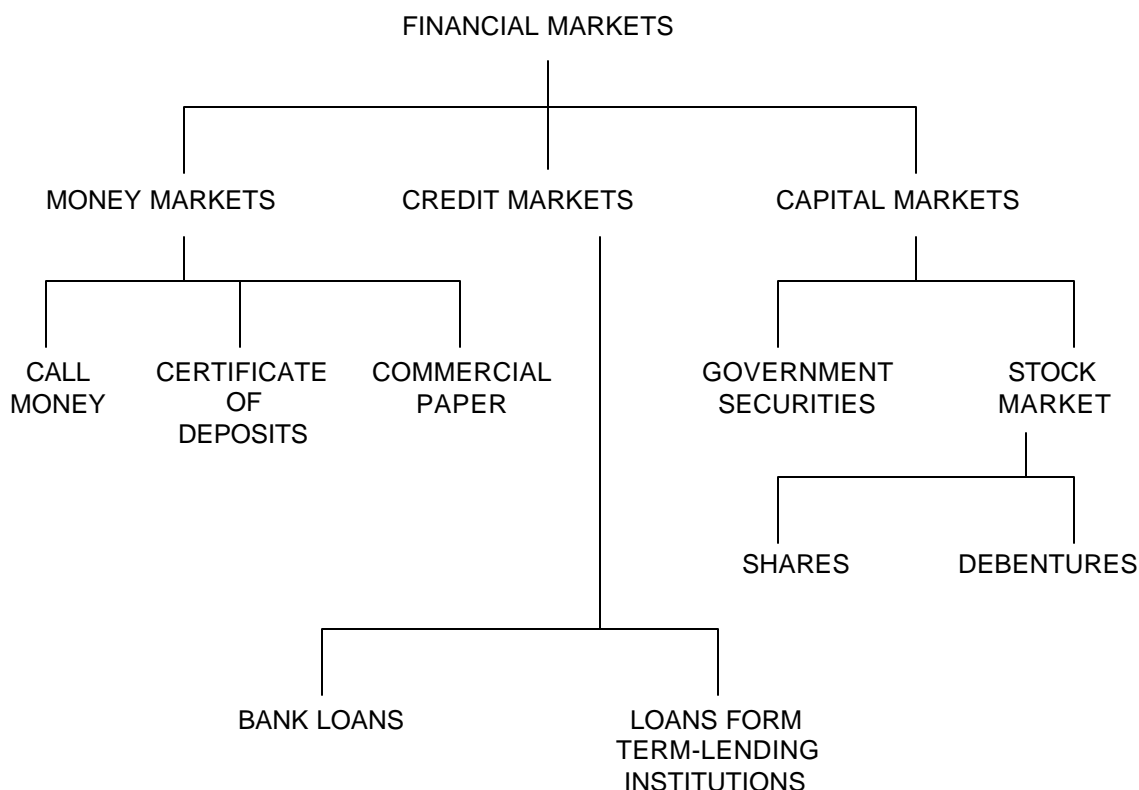 FINANCIAL MARKETS
MONEY MARKETS
CREDIT MARKETS
CAPITAL MARKETS
CALL
MONEY
CERTIFICATE
OF
DEPOSITS
COMMERCIAL
PAPER
GOVERNMENT
SECURITIES
STOCK
MARKET
SHARES
DEBENTURES
BANK LOANS
LOANS FORM
TERM-LENDING
INSTITUTIONS